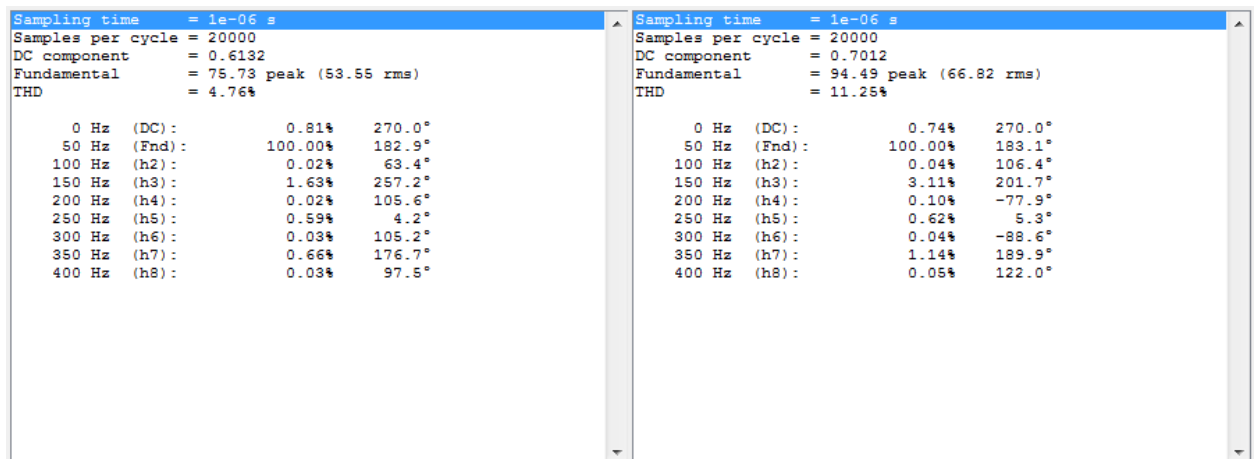 Sampling time = 1e-06 s
Samples per cycle = 20000
DC component = 0.6132
Fundamental = 75.73 peak (53.55 rms)
THD = 4.76%
0 Hz (DC): 0.81% 270.0°
50 Hz (Fnd): 100.00% 182.9°
100 Hz (h2): 0.02% 63.4°
150 Hz (h3): 1.63% 257.2°
200 Hz (h4): 0.02% 105.6°
250 Hz (h5): 0.59% 4.2°
300 Hz (h6): 0.03% 105.2°
350 Hz (h7): 0.66% 176.7°
400 Hz (h8): 0.03% 97.5°
Sampling time = 1e-06 s
Samples per cycle = 20000
DC component = 0.7012
Fundamental = 94.49 peak (66.82 rms)
THD = 11.25%
0 Hz (DC): 0.74% 270.0°
50 Hz (Fnd): 100.00% 183.1°
100 Hz (h2): 0.04% 106.4°
150 Hz (h3): 3.11% 201.7°
200 Hz (h4): 0.10% -77.9°
250 Hz (h5): 0.62% 5.3°
300 Hz (h6): 0.04% -88.6°
350 Hz (h7): 1.14% 189.9°
400 Hz (h8): 0.05% 122.0°